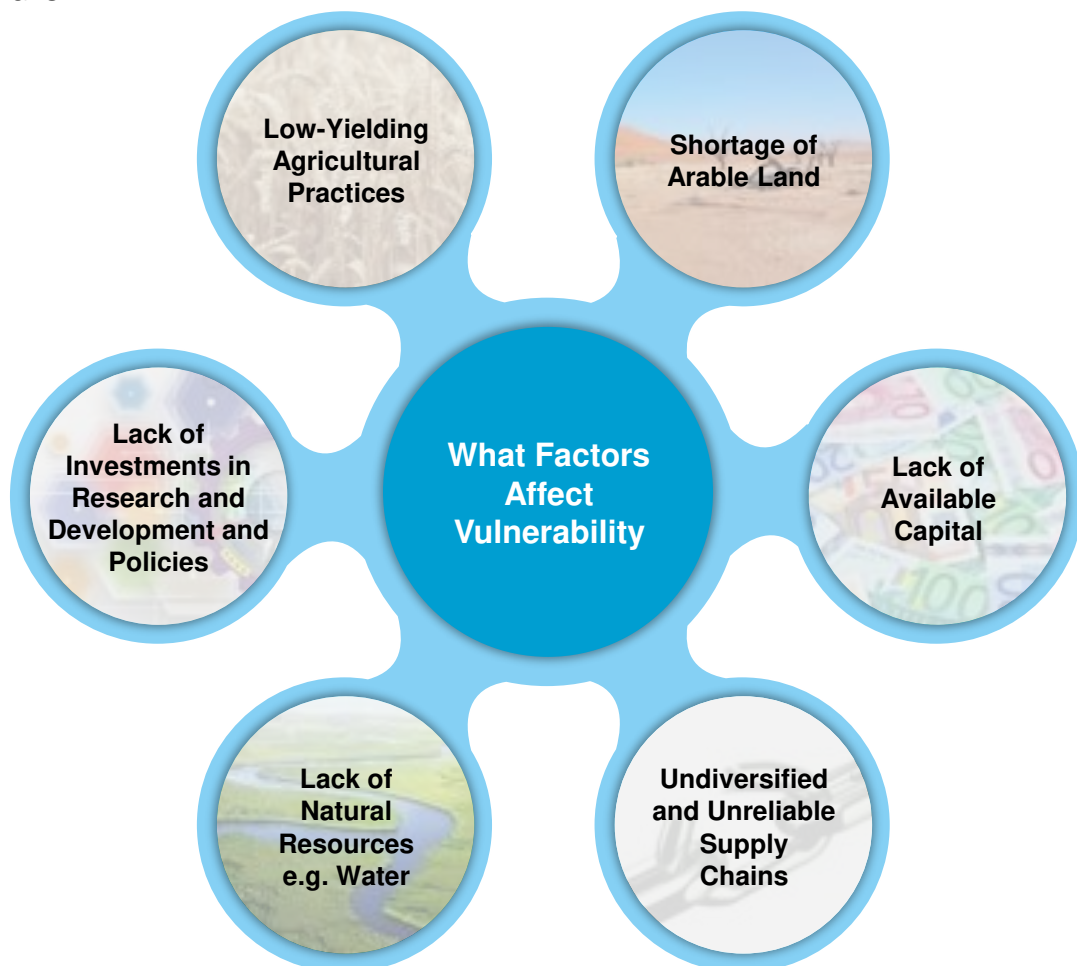 Low-Yielding
Agricultural
Practices
Shortage of
Arable Land
Lack of
Investments in
Research and
Development and
Policies
What Factors
Affect
Vulnerability
Lack of
Available
Capital
Lack of
Natural
Resources
e.g. Water
Undiversified
and Unreliable
Supply
Chains